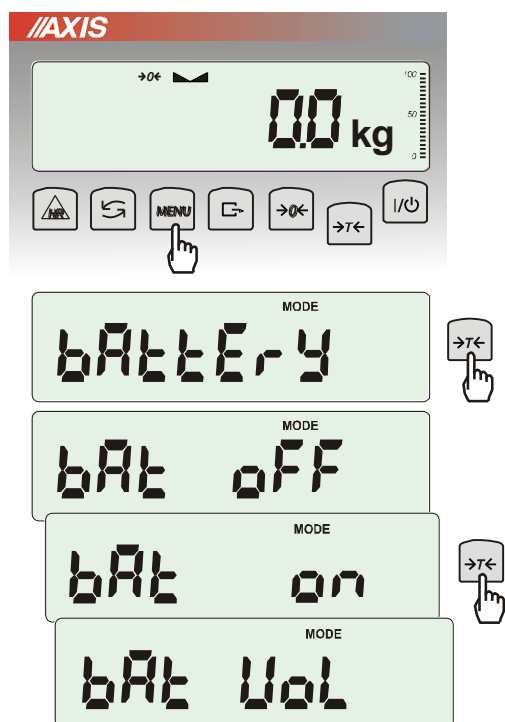 //AXIS
→0←
100
50
0
0.0 kg
HR MENU →0← →T← I/⏻
MODE
bAttErY
→T←
MODE
bAt oFF
MODE
bAt on
→T←
MODE
bAt UoL